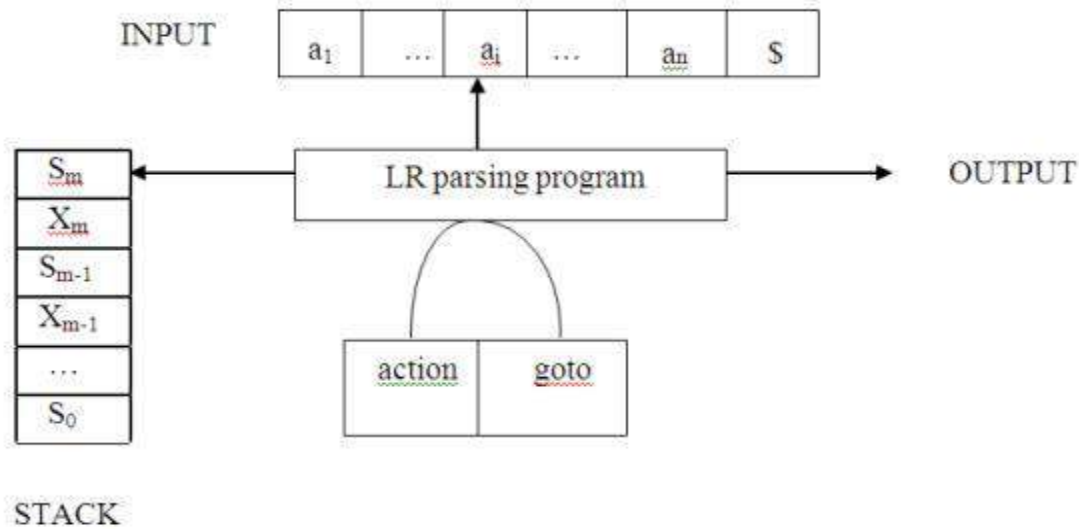 INPUT
a1 … ai … an $
LR parsing program
OUTPUT
Sm
Xm
Sm-1
Xm-1
…
S0
action goto
STACK